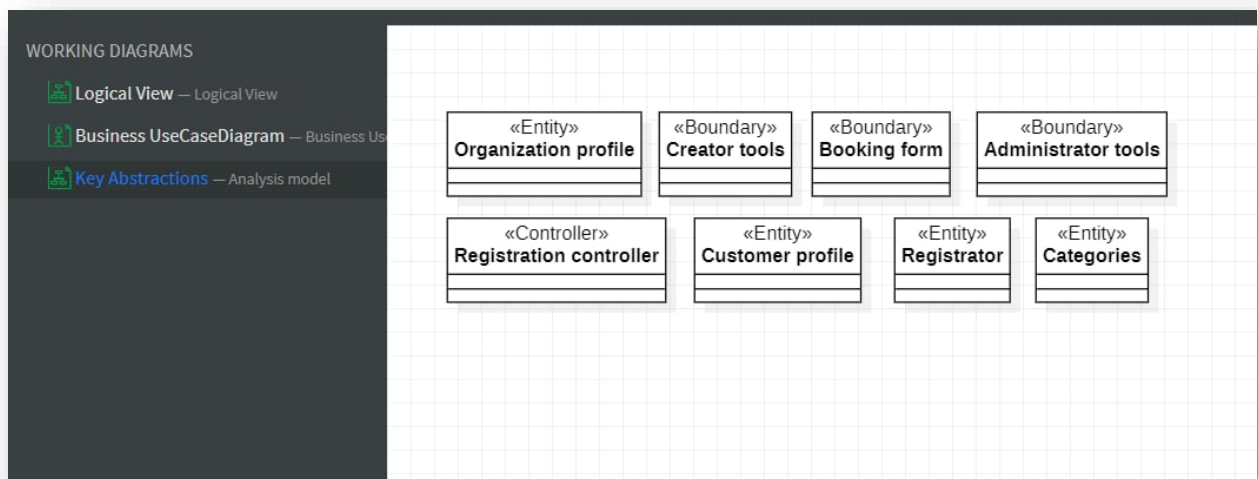 WORKING DIAGRAMS
Logical View — Logical View
Business UseCaseDiagram — Business Us
Key Abstractions — Analysis model
«Entity»
Organization profile
«Boundary»
Creator tools
«Boundary»
Booking form
«Boundary»
Administrator tools
«Controller»
Registration controller
«Entity»
Customer profile
«Entity»
Registrator
«Entity»
Categories